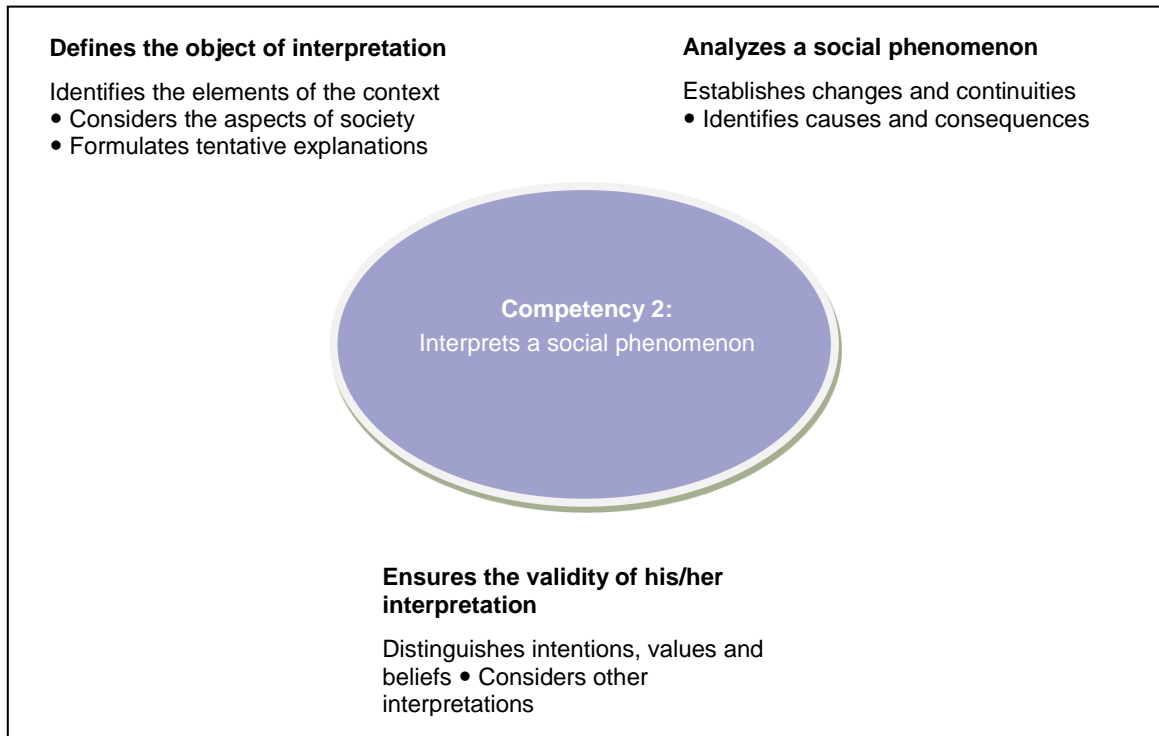 Defines the object of interpretation
Identifies the elements of the context
• Considers the aspects of society
• Formulates tentative explanations
Analyzes a social phenomenon
Establishes changes and continuities
• Identifies causes and consequences
Competency 2:
Interprets a social phenomenon
Ensures the validity of his/her
interpretation
Distinguishes intentions, values and
beliefs • Considers other
interpretations